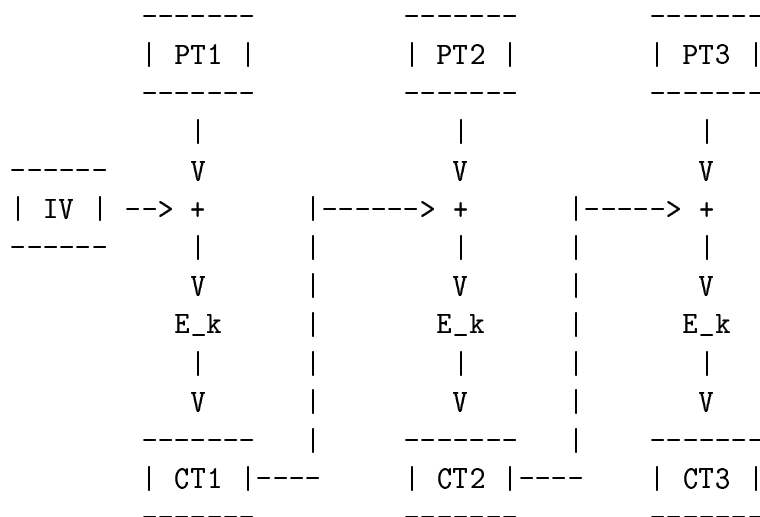 -------          -------        -------
             | PT1 |          | PT2 |        | PT3 |
             -------          -------        -------
                |                |              |
------          V                V              V
| IV | --> +      |------> +      |-----> +
------          |      |         |      |       |
                V      |         V      |       V
               E_k     |        E_k     |      E_k
                |      |         |      |       |
                V      |         V      |       V
             -------   |      -------   |    -------
             | CT1 |----      | CT2 |----    | CT3 |
             -------          -------        -------